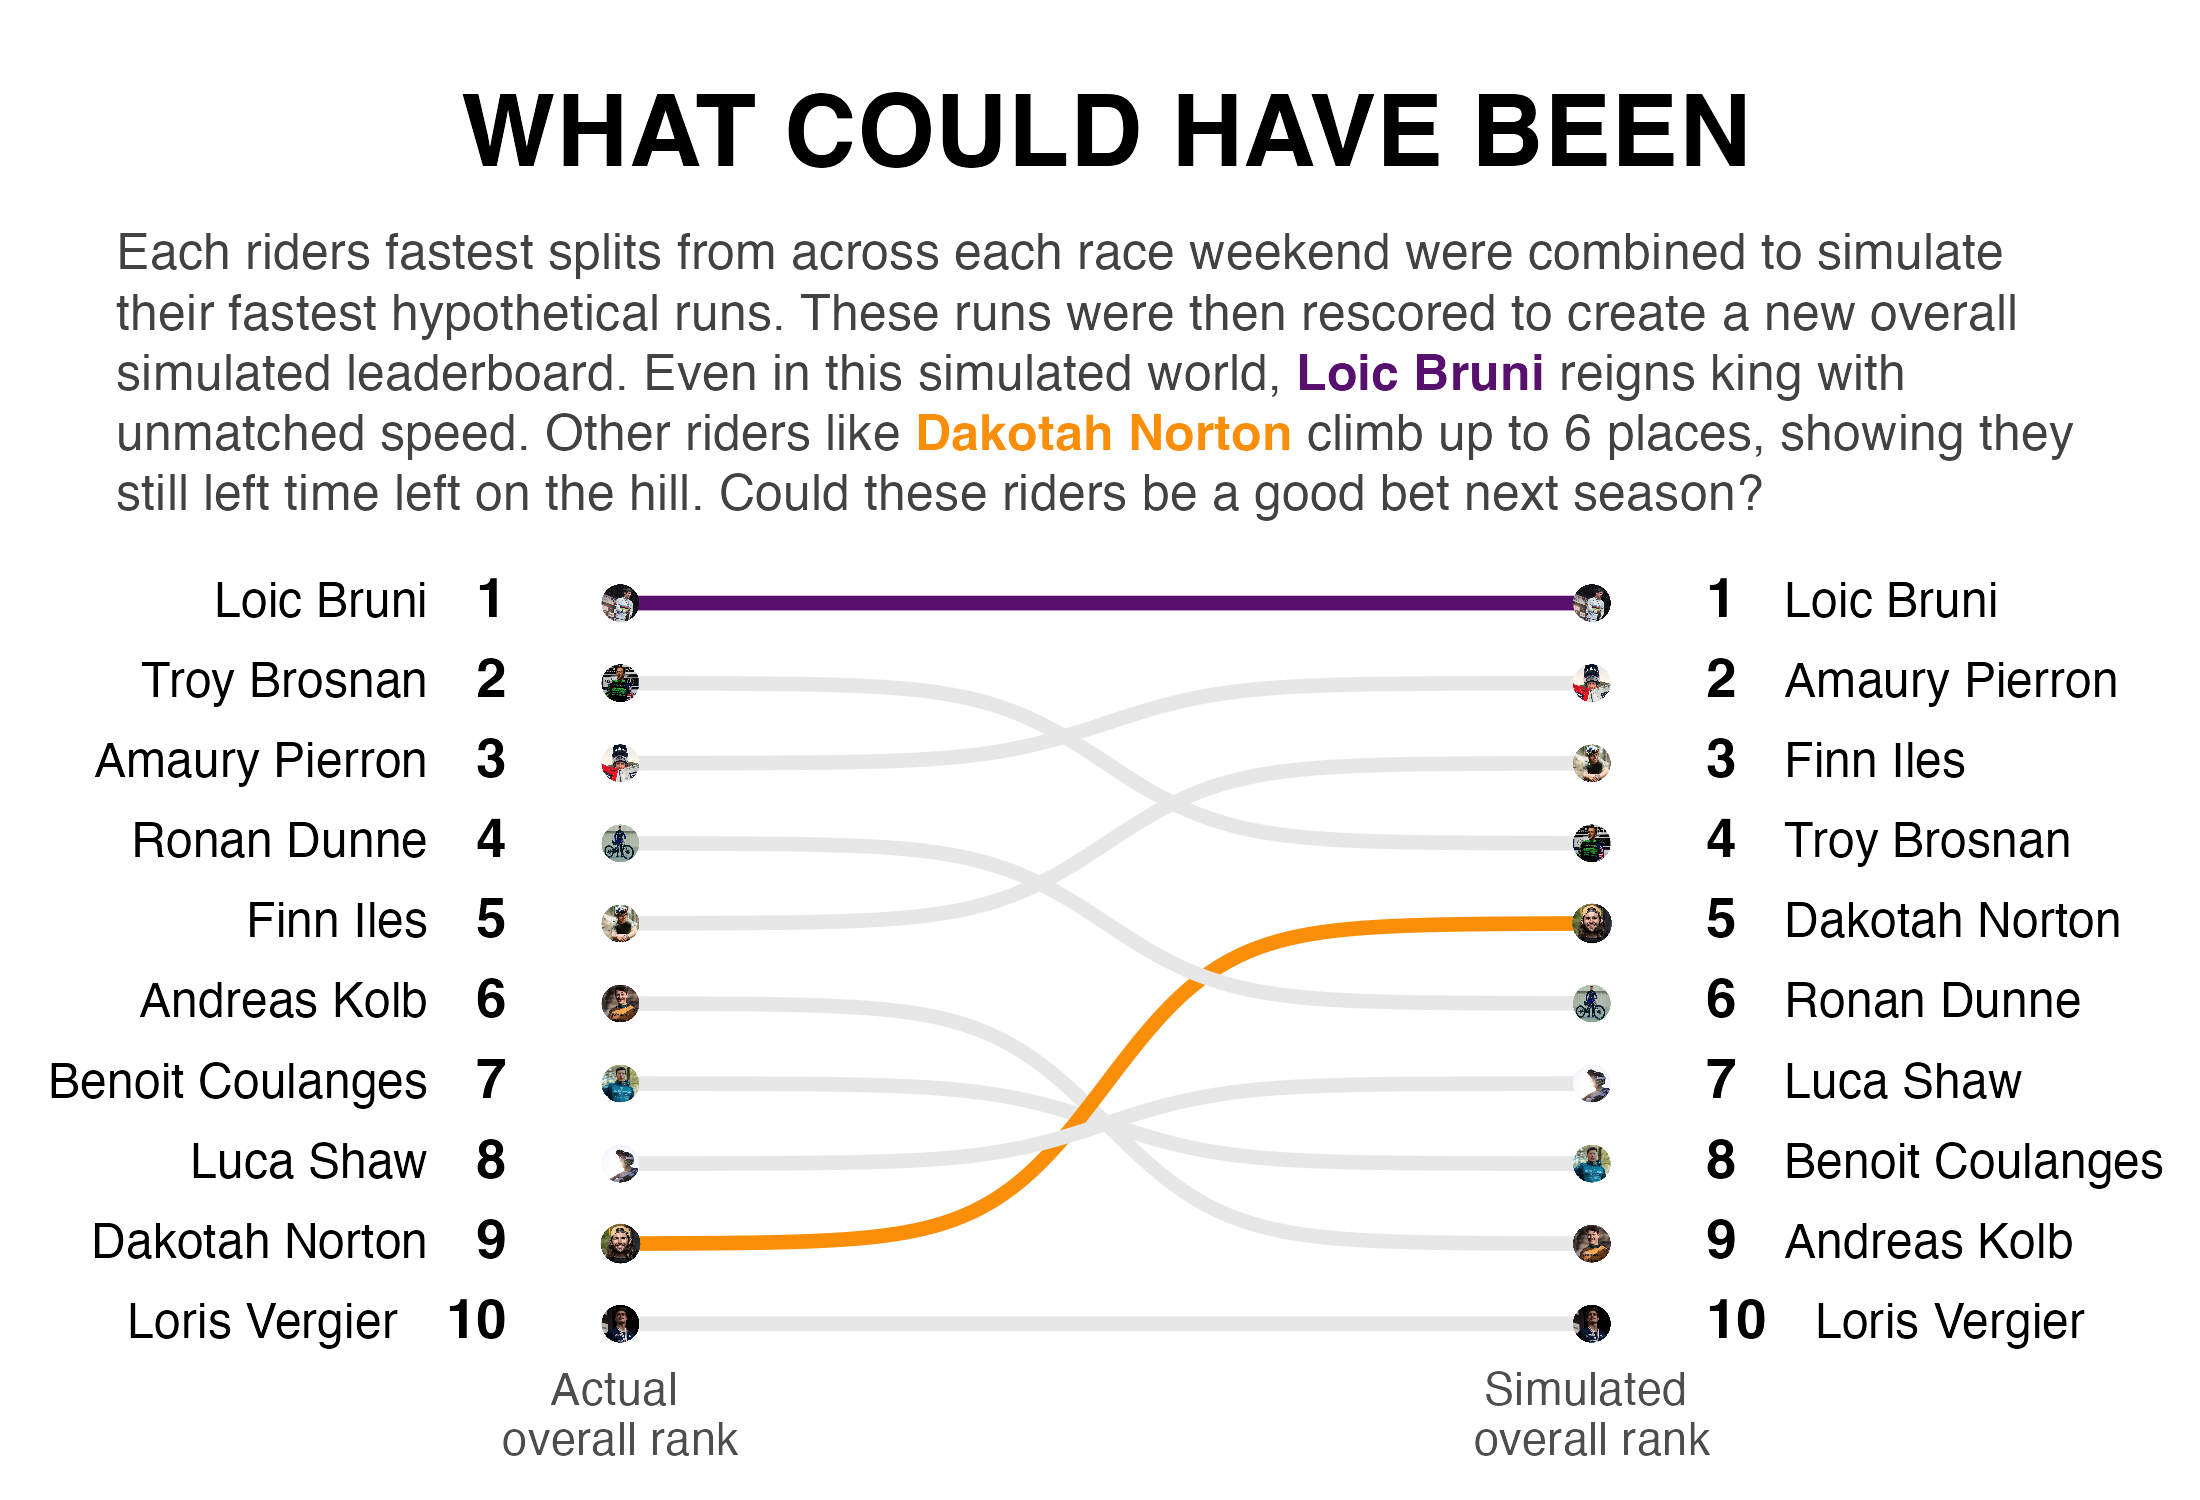 WHAT COULD HAVE BEEN
Each riders fastest splits from across each race weekend were combined to simulate
their fastest hypothetical runs. These runs were then rescored to create a new overall
simulated leaderboard. Even in this simulated world, Loic Bruni reigns king with
unmatched speed. Other riders like Dakotah Norton climb up to 6 places, showing they
still left time left on the hill. Could these riders be a good bet next season?
Loic Bruni 1 1 Loic Bruni
Troy Brosnan 2 2 Amaury Pierron
Amaury Pierron 3 3 Finn Iles
Ronan Dunne 4 4 Troy Brosnan
Finn Iles 5 5 Dakotah Norton
Andreas Kolb 6 6 Ronan Dunne
Benoit Coulanges 7 7 Luca Shaw
Luca Shaw 8 8 Benoit Coulanges
Dakotah Norton 9 9 Andreas Kolb
Loris Vergier 10 10 Loris Vergier
Actual Simulated
overall rank overall rank